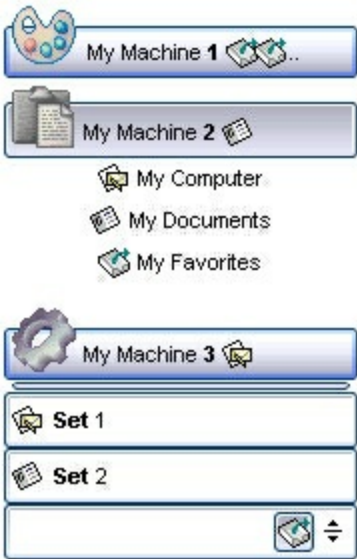 My Machine 1 ..
My Machine 2
My Computer
My Documents
My Favorites
My Machine 3
Set 1
Set 2